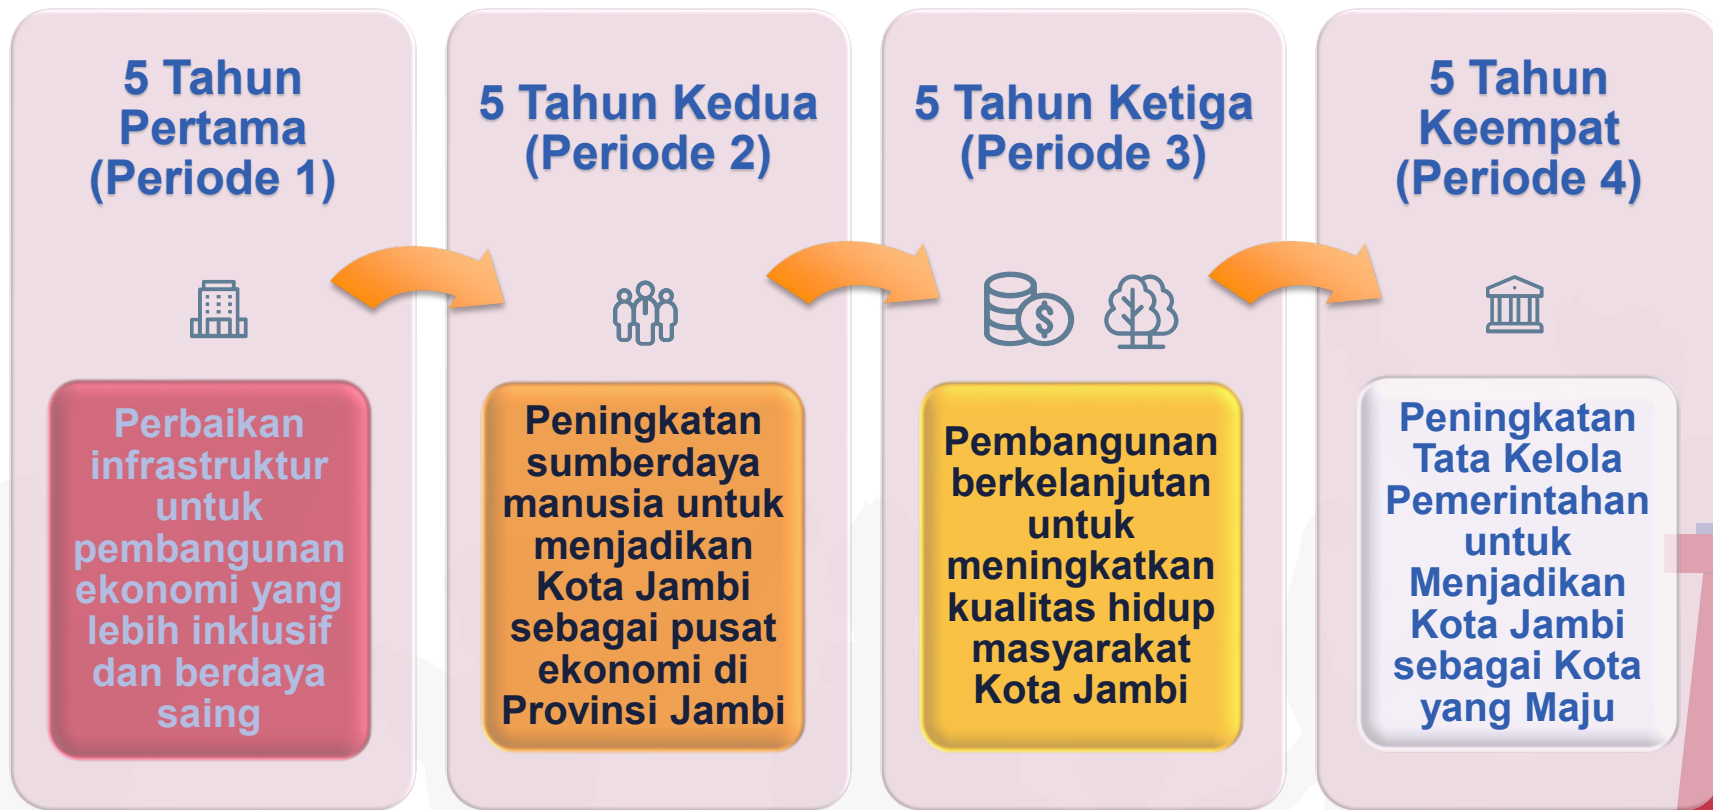 5 Tahun
Pertama
(Periode 1)
Perbaikan
infrastruktur
untuk
pembangunan
ekonomi yang
lebih inklusif
dan berdaya
saing
5 Tahun Kedua
(Periode 2)
Peningkatan
sumberdaya
manusia untuk
menjadikan
Kota Jambi
sebagai pusat
ekonomi di
Provinsi Jambi
5 Tahun Ketiga
(Periode 3)
Pembangunan
berkelanjutan
untuk
meningkatkan
kualitas hidup
masyarakat
Kota Jambi
5 Tahun
Keempat
(Periode 4)
Peningkatan
Tata Kelola
Pemerintahan
untuk
Menjadikan
Kota Jambi
sebagai Kota
yang Maju